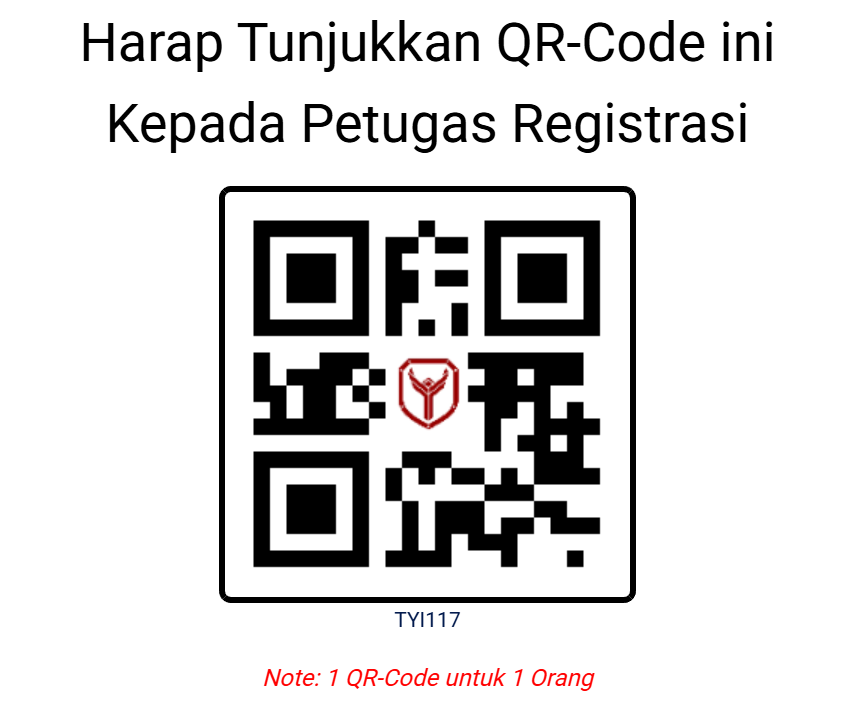 Harap Tunjukkan QR-Code ini
Kepada Petugas Registrasi
TYI117
Note: 1 QR-Code untuk 1 Orang